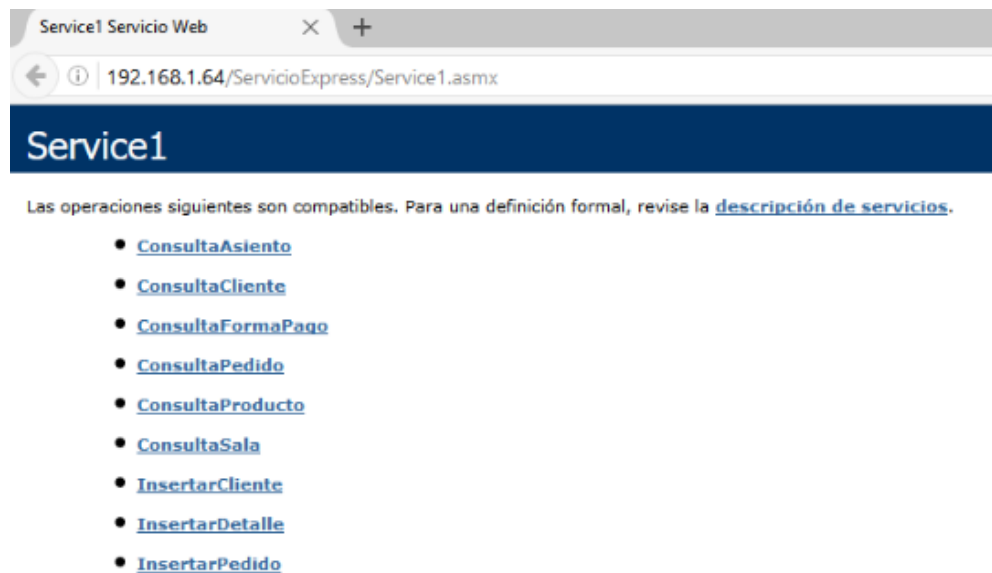 Service1 Servicio Web
192.168.1.64/ServicioExpress/Service1.asmx
Service1
Las operaciones siguientes son compatibles. Para una definición formal, revise la descripción de servicios.
ConsultaAsiento
ConsultaCliente
ConsultaFormaPago
ConsultaPedido
ConsultaProducto
ConsultaSala
InsertarCliente
InsertarDetalle
InsertarPedido